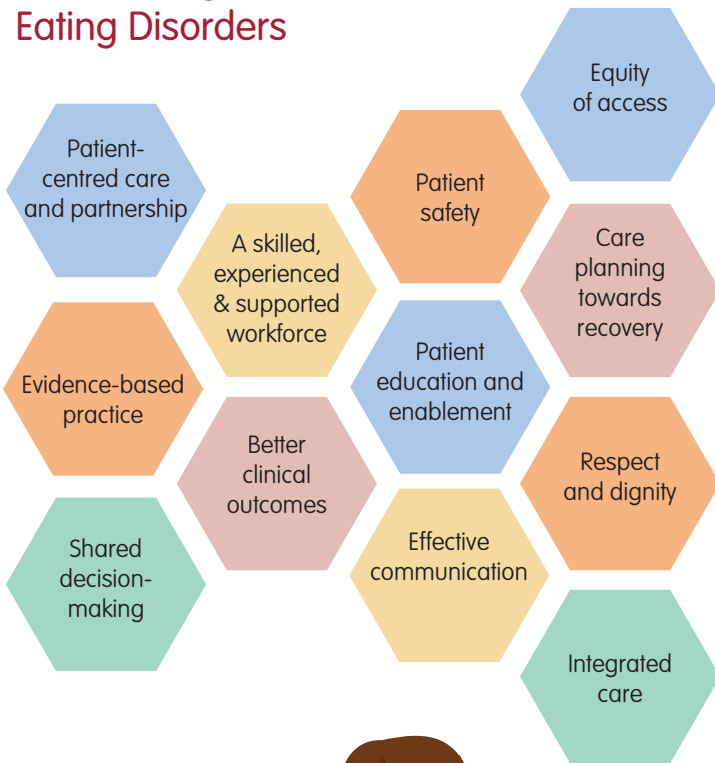 Eating Disorders
Equity
of access
Patient-
centred care
and partnership
Patient
safety
A skilled,
experienced
& supported
workforce
Care
planning
towards
recovery
Evidence-based
practice
Patient
education and
enablement
Better
clinical
outcomes
Respect
and dignity
Shared
decision-
making
Effective
communication
Integrated
care